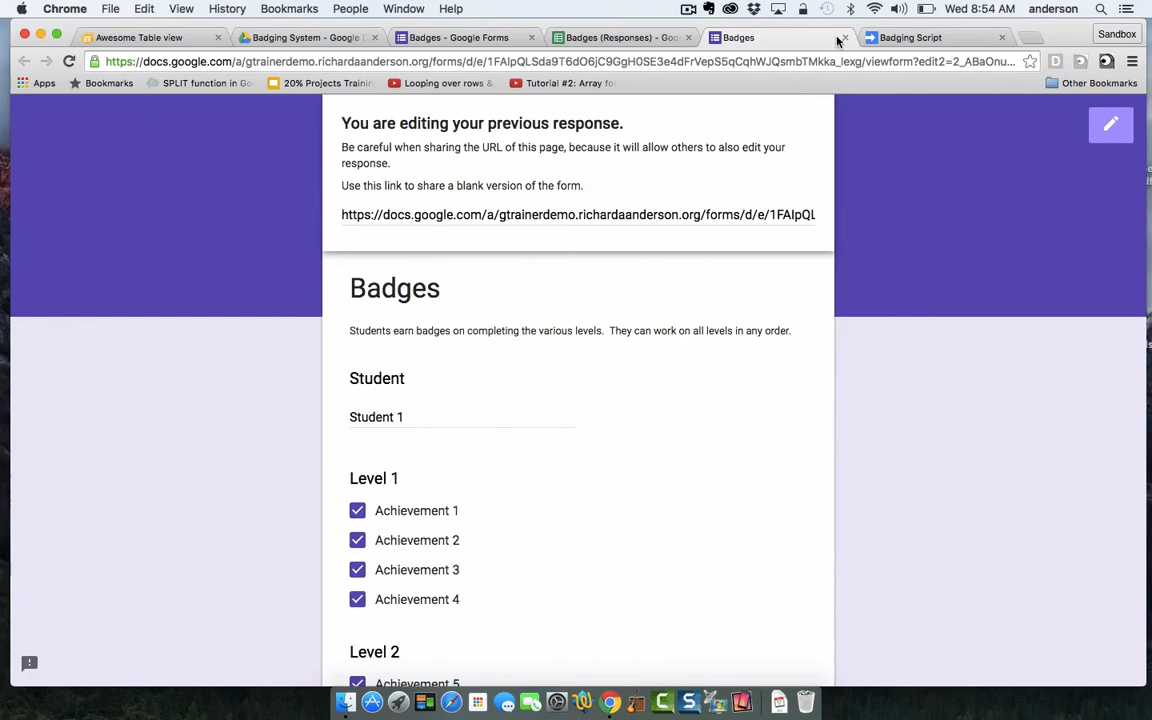 Chrome File Edit View History Bookmarks People Window Help Wed 8:54 AM anderson
Awesome Table view Badging System - Google D Badges - Google Forms Badges (Responses) - Goog Badges Badging Script Sandbox
https://docs.google.com/a/gtrainerdemo.richardaanderson.org/forms/d/e/1FAIpQLSda9T6dO6jC9GgH0SE3e4dFrVepS5qCqhWJQsmbTMkka_lexg/viewform?edit2=2_ABaOnu...
Apps Bookmarks SPLIT function in Go 20% Projects Trainin Looping over rows & Tutorial #2: Array for Other Bookmarks
You are editing your previous response.
Be careful when sharing the URL of this page, because it will allow others to also edit your
response.
Use this link to share a blank version of the form.
https://docs.google.com/a/gtrainerdemo.richardaanderson.org/forms/d/e/1FAIpQL
Badges
Students earn badges on completing the various levels. They can work on all levels in any order.
Student
Student 1
Level 1
Achievement 1
Achievement 2
Achievement 3
Achievement 4
Level 2
Achievement 5